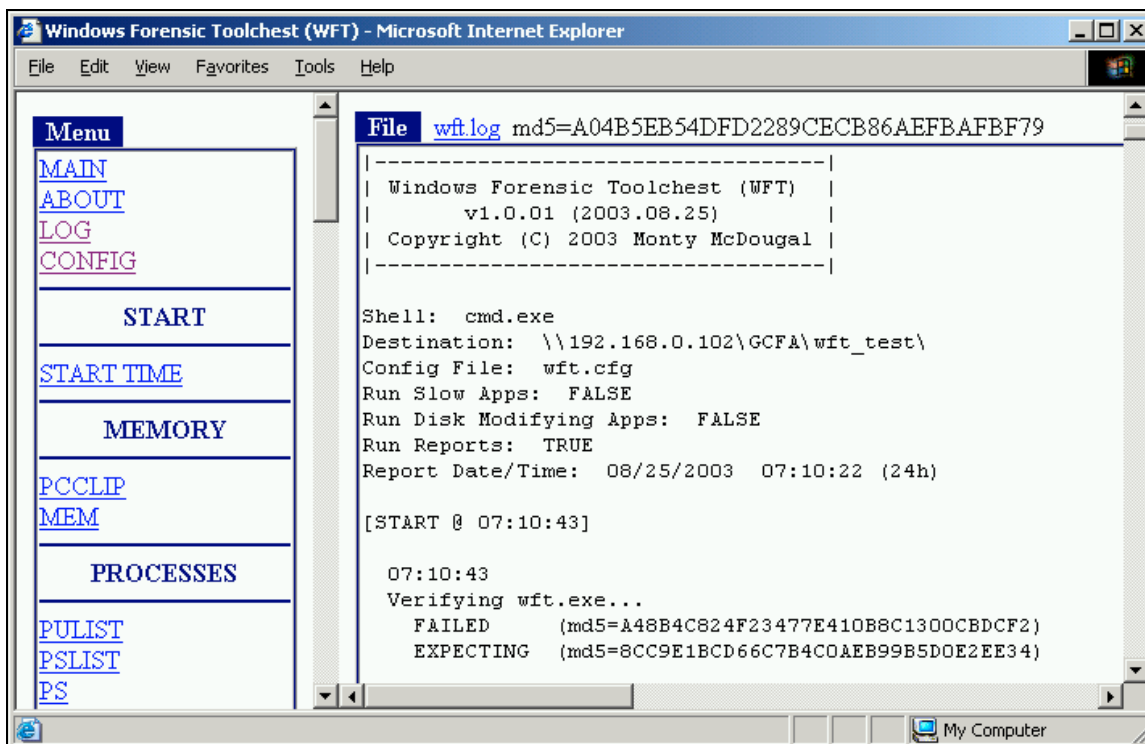 Windows Forensic Toolchest (WFT) - Microsoft Internet Explorer
File Edit View Favorites Tools Help
Menu
MAIN
ABOUT
LOG
CONFIG
START
START TIME
MEMORY
PCCLIP
MEM
PROCESSES
PULIST
PSLIST
PS
File wft.log md5=A04B5EB54DFD2289CECB86AEFBAFBF79
|-----------------------------------|
| Windows Forensic Toolchest (WFT) |
| v1.0.01 (2003.08.25) |
| Copyright (C) 2003 Monty McDougal |
|-----------------------------------|
Shell: cmd.exe
Destination: \\192.168.0.102\GCFA\wft_test\
Config File: wft.cfg
Run Slow Apps: FALSE
Run Disk Modifying Apps: FALSE
Run Reports: TRUE
Report Date/Time: 08/25/2003 07:10:22 (24h)
[START @ 07:10:43]
07:10:43
Verifying wft.exe...
FAILED (md5=A48B4C824F23477E410B8C1300CBDCF2)
EXPECTING (md5=8CC9E1BCD66C7B4C0AEB99B5D0E2EE34)
My Computer